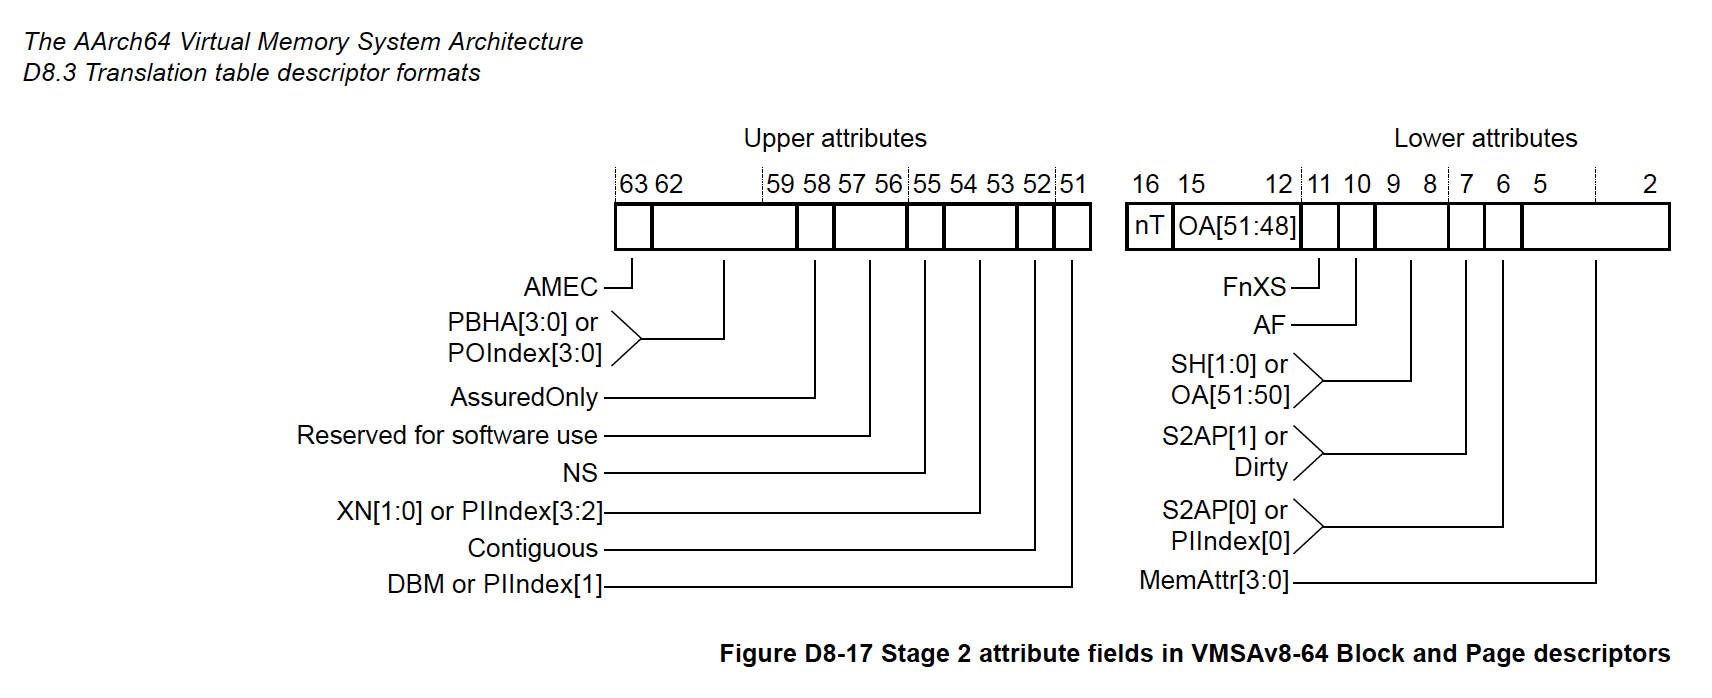 The AArch64 Virtual Memory System Architecture
D8.3 Translation table descriptor formats
Upper attributes
Lower attributes
63 62 59 58 57 56 55 54 53 52 51
16 15 12 11 10 9 8 7 6 5 2
nT OA[51:48]
AMEC
PBHA[3:0] or
POIndex[3:0]
AssuredOnly
Reserved for software use
NS
XN[1:0] or PIIndex[3:2]
Contiguous
DBM or PIIndex[1]
FnXS
AF
SH[1:0] or
OA[51:50]
S2AP[1] or
Dirty
S2AP[0] or
PIIndex[0]
MemAttr[3:0]
Figure D8-17 Stage 2 attribute fields in VMSAv8-64 Block and Page descriptors